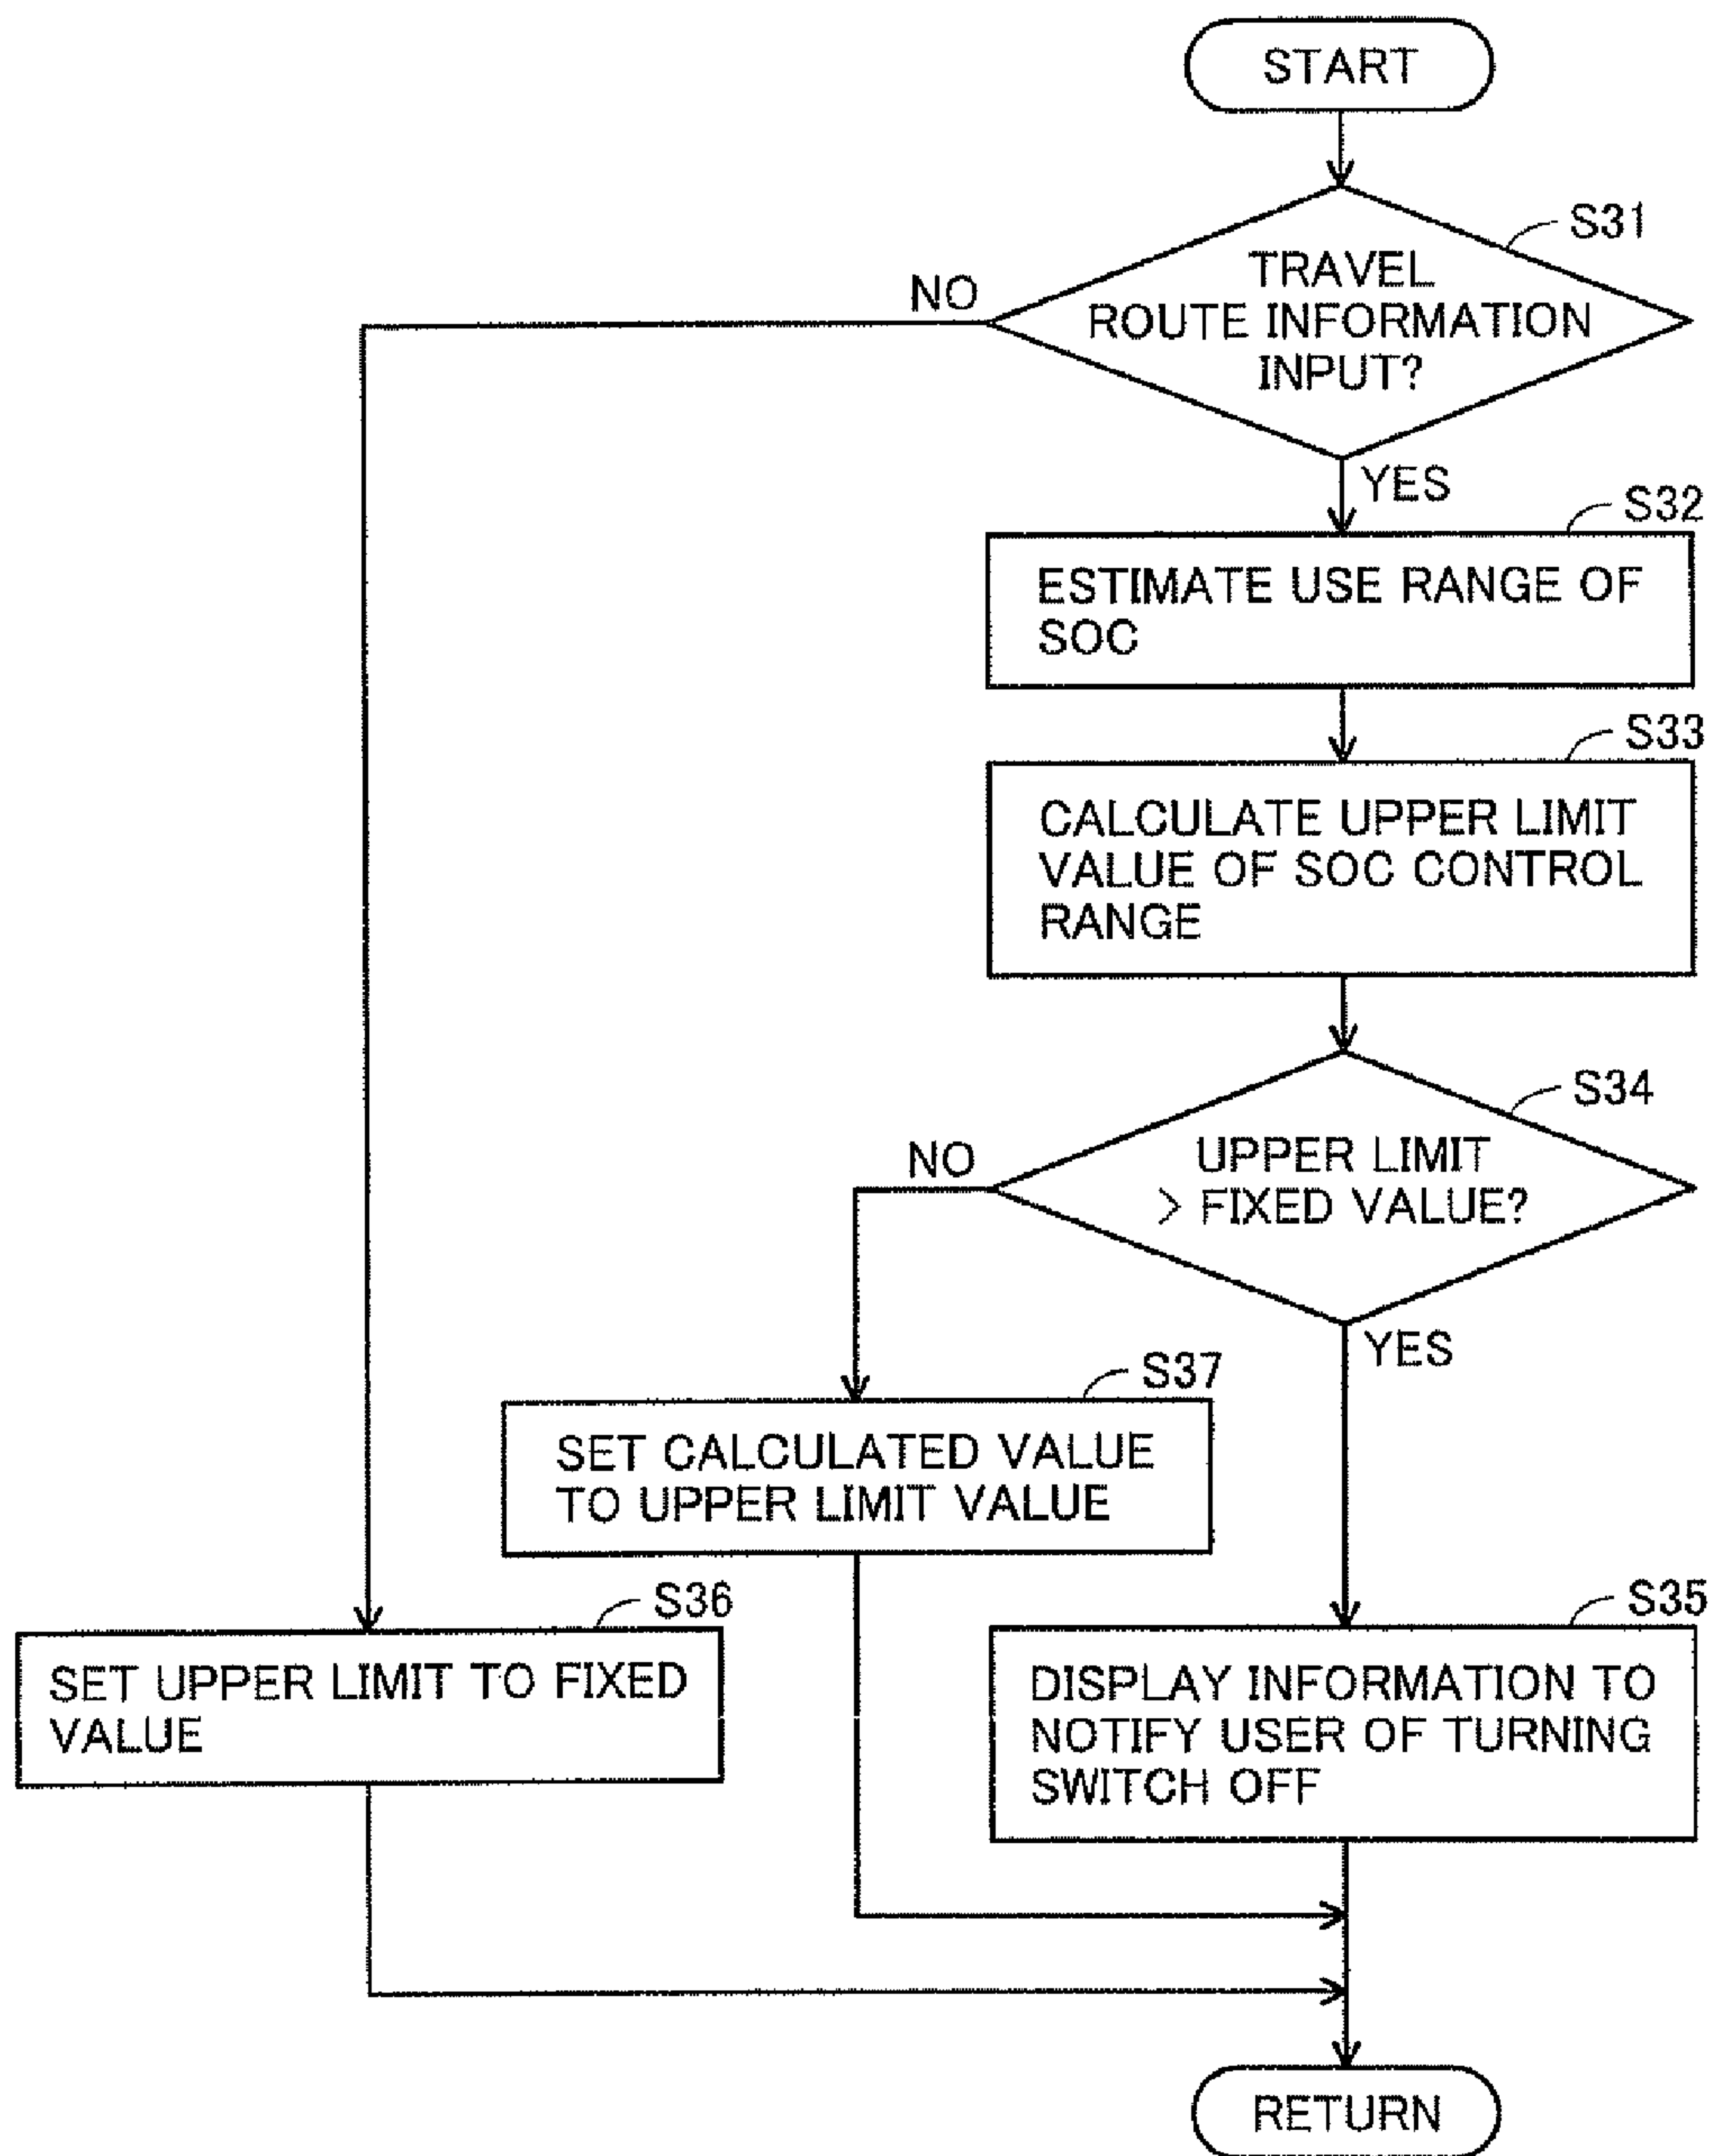 START
S31
TRAVEL
ROUTE INFORMATION
INPUT?
NO
YES
S32
ESTIMATE USE RANGE OF
SOC
S33
CALCULATE UPPER LIMIT
VALUE OF SOC CONTROL
RANGE
S34
UPPER LIMIT
> FIXED VALUE?
NO
YES
S37
SET CALCULATED VALUE
TO UPPER LIMIT VALUE
S36
SET UPPER LIMIT TO FIXED
VALUE
S35
DISPLAY INFORMATION TO
NOTIFY USER OF TURNING
SWITCH OFF
RETURN